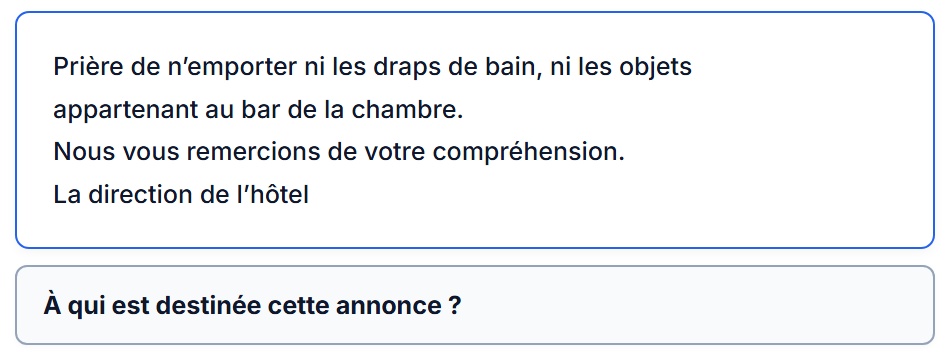 Prière de n’emporter ni les draps de bain, ni les objets
appartenant au bar de la chambre.
Nous vous remercions de votre compréhension.
La direction de l’hôtel
À qui est destinée cette annonce ?